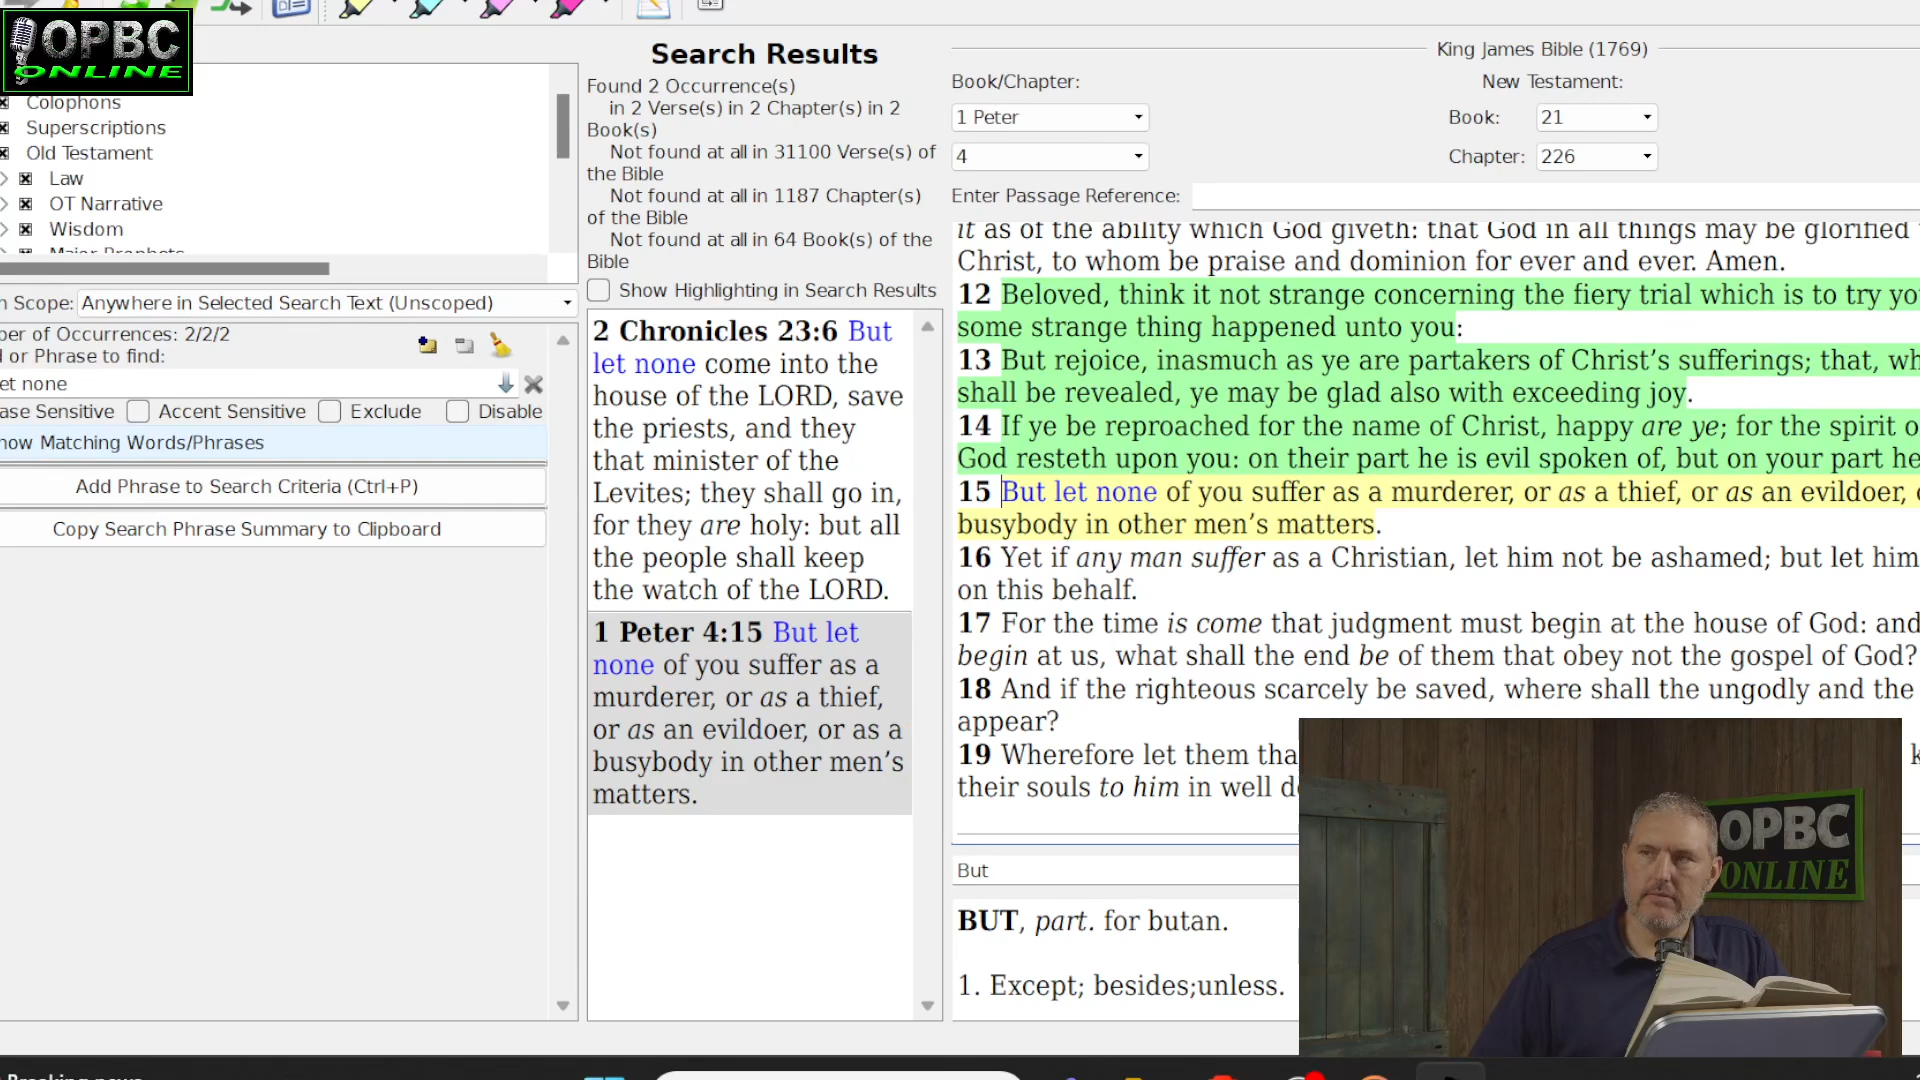 OPBC
ONLINE
Colophons
Superscriptions
Old Testament
Law
OT Narrative
Wisdom
Major Prophets
Scope:
Anywhere in Selected Search Text (Unscoped)
er of Occurrences: 2/2/2
or Phrase to find:
et none
ase Sensitive
Accent Sensitive
Exclude
Disable
how Matching Words/Phrases
Add Phrase to Search Criteria (Ctrl+P)
Copy Search Phrase Summary to Clipboard
Search Results
Found 2 Occurrence(s)
in 2 Verse(s) in 2 Chapter(s) in 2
Book(s)
Not found at all in 31100 Verse(s) of
the Bible
Not found at all in 1187 Chapter(s)
of the Bible
Not found at all in 64 Book(s) of the
Bible
Show Highlighting in Search Results
2 Chronicles 23:6 But
let none come into the
house of the LORD, save
the priests, and they
that minister of the
Levites; they shall go in,
for they are holy: but all
the people shall keep
the watch of the LORD.
1 Peter 4:15 But let
none of you suffer as a
murderer, or as a thief,
or as an evildoer, or as a
busybody in other men's
matters.
King James Bible (1769)
Book/Chapter:
New Testament:
1 Peter
Book: 21
4
Chapter: 226
Enter Passage Reference:
it as of the ability which God giveth: that God in all things may be glorified
Christ, to whom be praise and dominion for ever and ever. Amen.
12 Beloved, think it not strange concerning the fiery trial which is to try yo
some strange thing happened unto you:
13 But rejoice, inasmuch as ye are partakers of Christ's sufferings; that, wh
shall be revealed, ye may be glad also with exceeding joy.
14 If ye be reproached for the name of Christ, happy are ye; for the spirit o
God resteth upon you: on their part he is evil spoken of, but on your part he
15 But let none of you suffer as a murderer, or as a thief, or as an evildoer,
busybody in other men's matters.
16 Yet if any man suffer as a Christian, let him not be ashamed; but let him
on this behalf.
17 For the time is come that judgment must begin at the house of God: and
begin at us, what shall the end be of them that obey not the gospel of God?
18 And if the righteous scarcely be saved, where shall the ungodly and the
appear?
19 Wherefore let them tha
their souls to him in well d
But
BUT, part. for butan.
1. Except; besides;unless.
OPBC
ONLINE
Breaking news